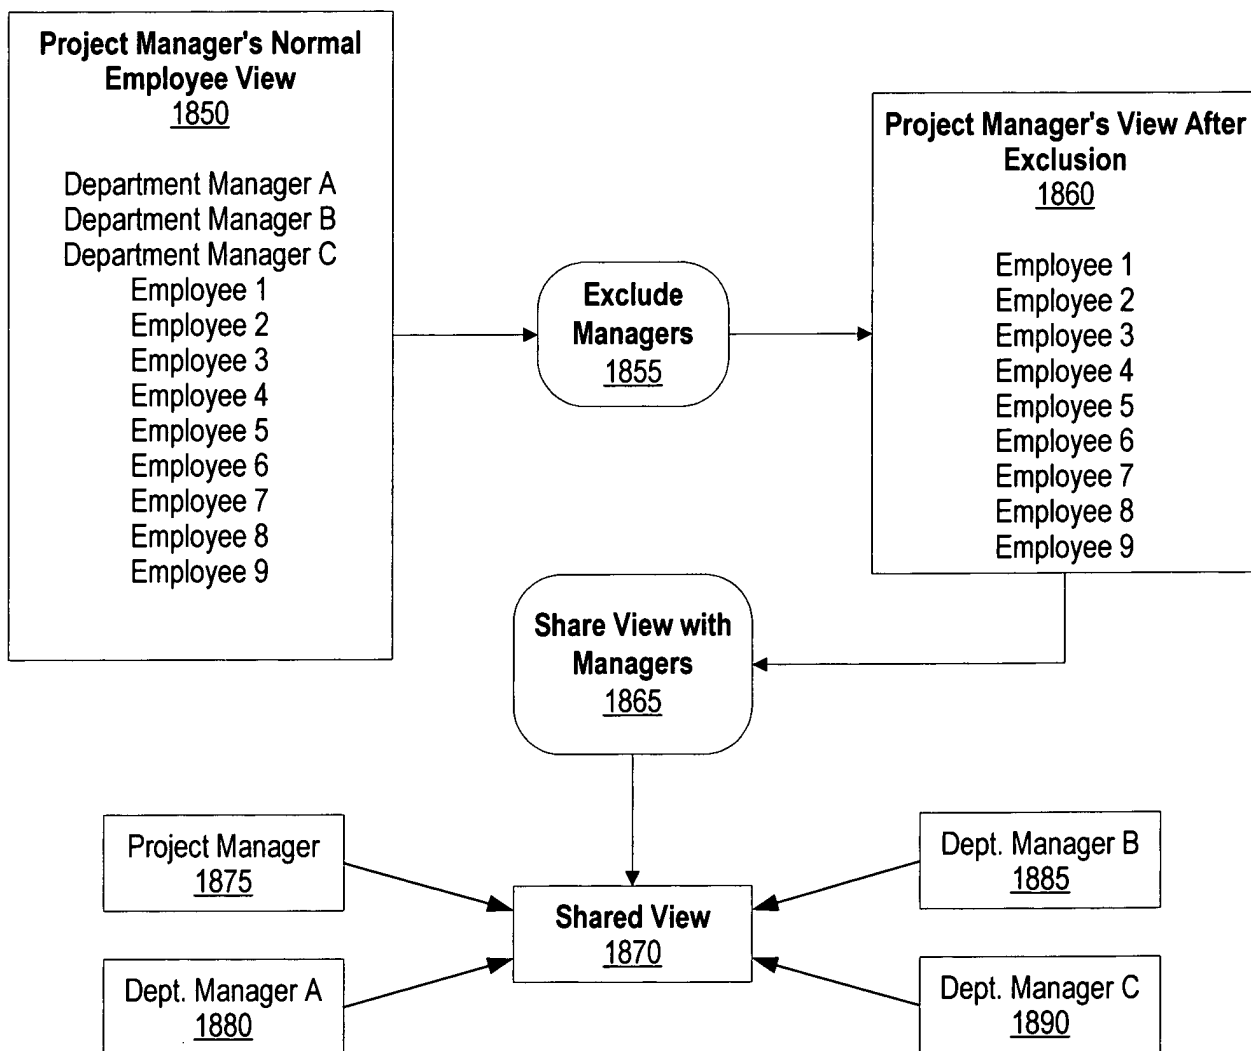 Project Manager's Normal
Employee View
1850
Department Manager A
Department Manager B
Department Manager C
Employee 1
Employee 2
Employee 3
Employee 4
Employee 5
Employee 6
Employee 7
Employee 8
Employee 9
Exclude
Managers
1855
Project Manager's View After
Exclusion
1860
Employee 1
Employee 2
Employee 3
Employee 4
Employee 5
Employee 6
Employee 7
Employee 8
Employee 9
Share View with
Managers
1865
Project Manager
1875
Dept. Manager A
1880
Shared View
1870
Dept. Manager B
1885
Dept. Manager C
1890